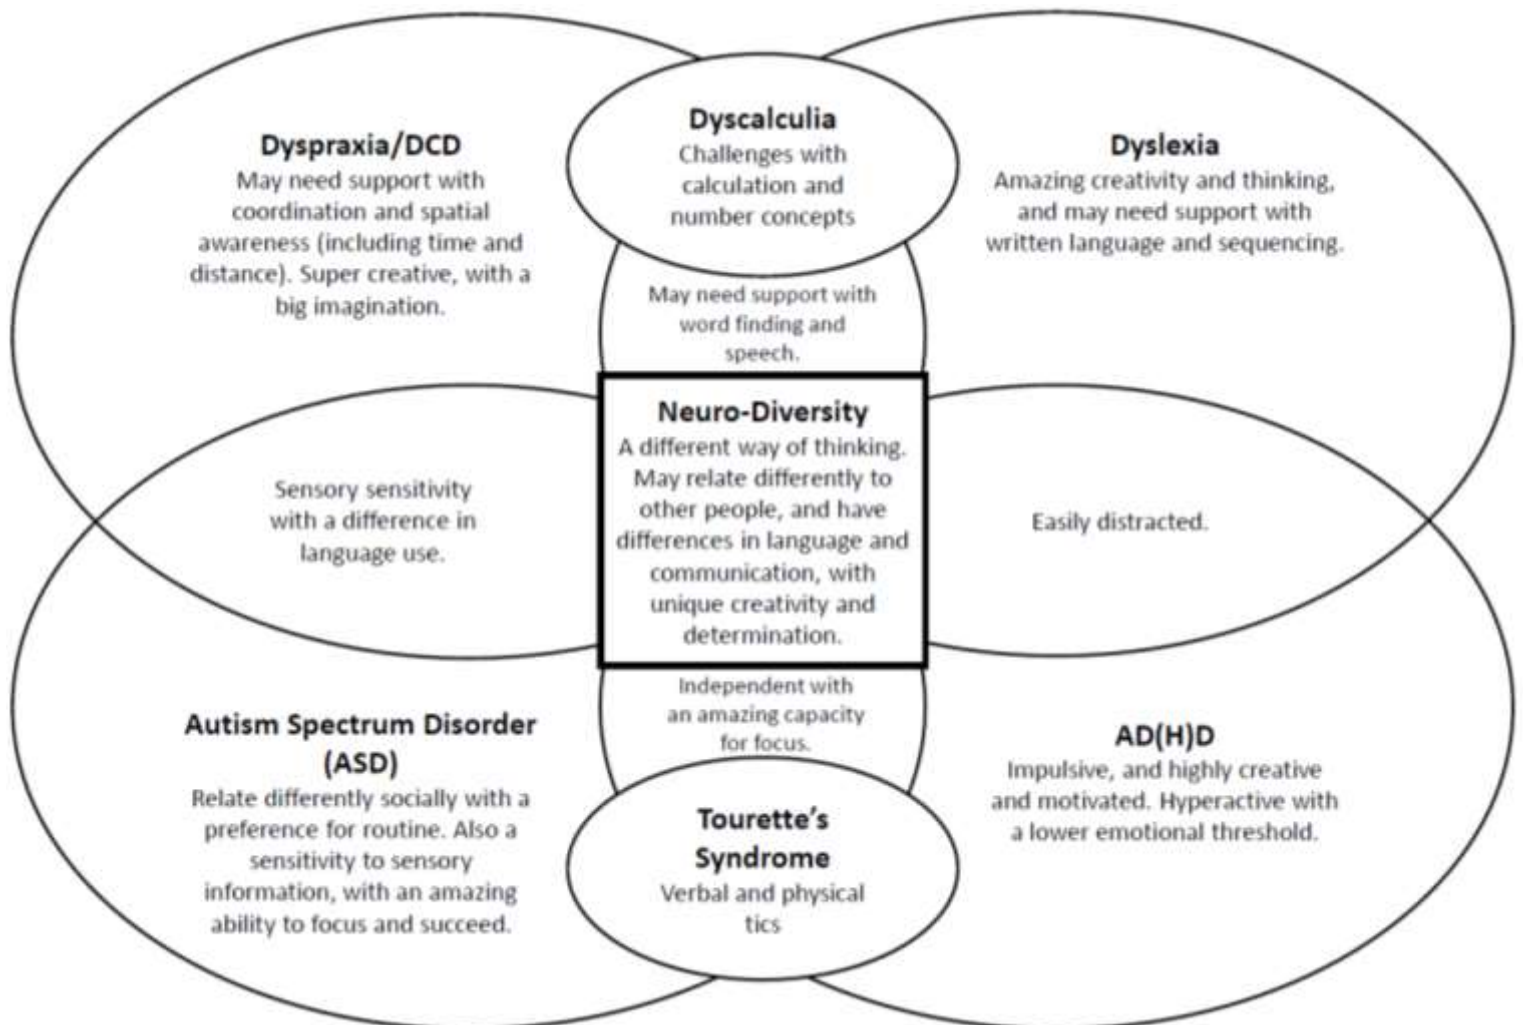 Dyspraxia/DCD
May need support with
coordination and spatial
awareness (including time and
distance). Super creative, with a
big imagination.
Dyscalculia
Challenges with
calculation and
number concepts
Dyslexia
Amazing creativity and thinking,
and may need support with
written language and sequencing.
May need support with
word finding and
speech.
Sensory sensitivity
with a difference in
language use.
Neuro-Diversity
A different way of thinking.
May relate differently to
other people, and have
differences in language and
communication, with
unique creativity and
determination.
Easily distracted.
Independent with
an amazing capacity
for focus.
Autism Spectrum Disorder
(ASD)
Relate differently socially with a
preference for routine. Also a
sensitivity to sensory
information, with an amazing
ability to focus and succeed.
Tourette's
Syndrome
Verbal and physical
tics
AD(H)D
Impulsive, and highly creative
and motivated. Hyperactive with
a lower emotional threshold.